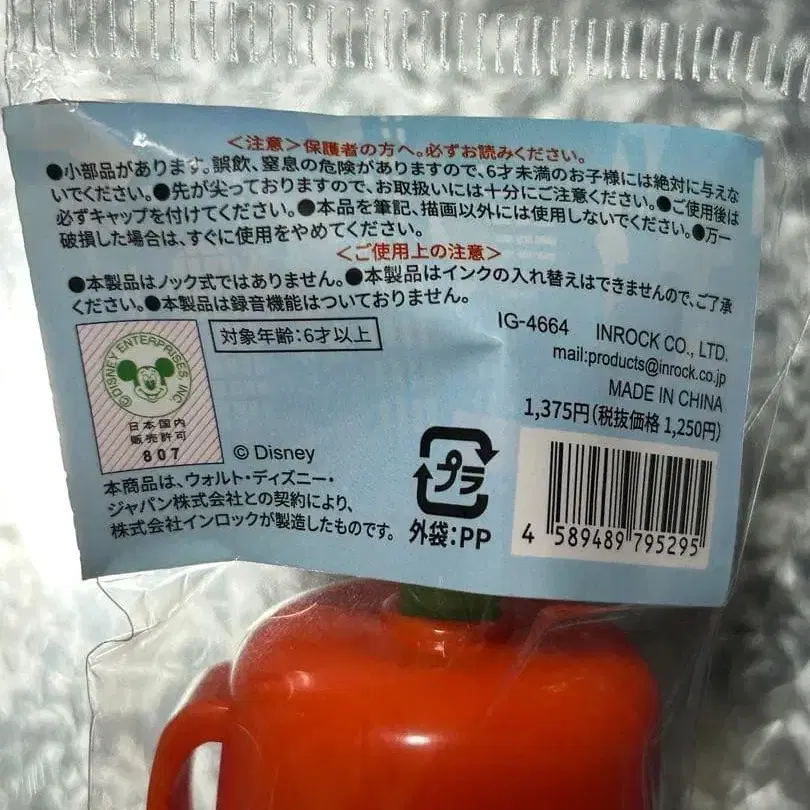 <注意>保護者の方へ。必ずお読みください。
●小部品があります。誤飲、窒息の危険がありますので、6才未満のお子様には絶対に与えな
いでください。●先が尖っておりますので、お取扱いには十分にご注意ください。●ご使用後は
必ずキャップを付けてください。●本品を筆記、描画以外には使用しないでください。●万一
破損した場合は、すぐに使用をやめてください。
<ご使用上の注意>
●本製品はノック式ではありません。●本製品はインクの入れ替えはできませんので、ご了承
ください。●本製品は録音機能はついておりません。
対象年齢:6才以上
IG-4664 INROCK CO., LTD.
mail:products@inrock.co.jp
MADE IN CHINA
1,375円(税抜価格 1,250円)
©DISNEY ENTERPRISES, INC.
日本国内
販売許可
807
© Disney
本商品は、ウォルト・ディズニー・
ジャパン株式会社との契約により、
株式会社インロックが製造したものです。
プラ
外袋:PP
4 589489 795295